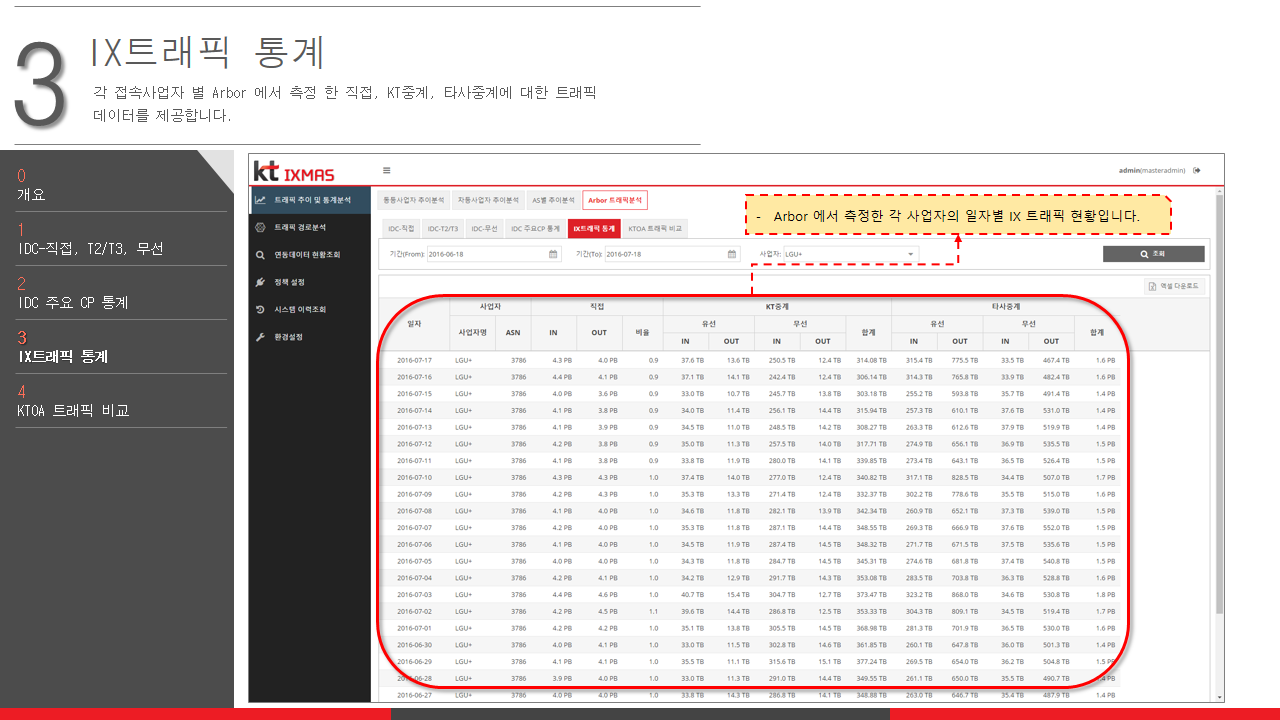 3
IX트래픽 통계
각 접속사업자 별 Arbor 에서 측정 한 직접, KT중계, 타사중계에 대한 트래픽
데이터를 제공합니다.
0
개요
1
IDC-직접, T2/T3, 무선
2
IDC 주요 CP 통계
3
IX트래픽 통계
4
KTOA 트래픽 비교
kt IXMAS
admin(masteradmin)
트래픽 추이 및 통계분석
트래픽 경로분석
연동데이터 현황조회
정책 설정
시스템 이력조회
환경설정
통동사업자 추이분석 자동사업자 추이분석 AS별 추이분석 Arbor 트래픽분석
- Arbor 에서 측정한 각 사업자의 일자별 IX 트래픽 현황입니다.
IDC-직접 IDC-T2/T3 IDC-무선 IDC 주요CP 통계 IX트래픽 통계 KTOA 트래픽 비교
기간(From): 2016-06-18 기간(To): 2016-07-18 사업자: LGU+ 조회
엑셀 다운로드
일자 사업자 직접 KT중계 타사중계
사업자명 ASN IN OUT 비율 유선 무선 합계 유선 무선 합계
IN OUT IN OUT IN OUT IN OUT
2016-07-17 LGU+ 3786 4.3 PB 4.0 PB 0.9 37.6 TB 13.6 TB 250.5 TB 12.4 TB 314.08 TB 315.4 TB 775.5 TB 33.5 TB 467.4 TB 1.6 PB
2016-07-16 LGU+ 3786 4.4 PB 4.1 PB 0.9 37.1 TB 14.1 TB 242.4 TB 12.4 TB 306.14 TB 314.3 TB 765.8 TB 33.9 TB 482.4 TB 1.6 PB
2016-07-15 LGU+ 3786 4.0 PB 3.6 PB 0.9 33.0 TB 10.7 TB 245.7 TB 13.8 TB 303.18 TB 255.2 TB 593.8 TB 35.7 TB 491.4 TB 1.4 PB
2016-07-14 LGU+ 3786 4.1 PB 3.8 PB 0.9 34.0 TB 11.4 TB 256.1 TB 14.4 TB 315.94 TB 257.3 TB 610.1 TB 37.6 TB 531.0 TB 1.4 PB
2016-07-13 LGU+ 3786 4.1 PB 3.9 PB 0.9 34.5 TB 11.0 TB 248.5 TB 14.2 TB 308.27 TB 263.3 TB 612.6 TB 37.9 TB 519.9 TB 1.4 PB
2016-07-12 LGU+ 3786 4.2 PB 3.8 PB 0.9 35.0 TB 11.3 TB 257.5 TB 14.0 TB 317.71 TB 274.9 TB 656.1 TB 36.9 TB 535.5 TB 1.5 PB
2016-07-11 LGU+ 3786 4.1 PB 3.8 PB 0.9 33.8 TB 11.9 TB 280.0 TB 14.1 TB 339.85 TB 273.4 TB 643.1 TB 36.5 TB 526.4 TB 1.5 PB
2016-07-10 LGU+ 3786 4.3 PB 4.3 PB 1.0 37.4 TB 14.0 TB 277.0 TB 12.4 TB 340.82 TB 317.1 TB 828.5 TB 34.4 TB 507.0 TB 1.7 PB
2016-07-09 LGU+ 3786 4.2 PB 4.3 PB 1.0 35.3 TB 13.3 TB 271.4 TB 12.4 TB 332.37 TB 302.2 TB 778.6 TB 35.5 TB 515.0 TB 1.6 PB
2016-07-08 LGU+ 3786 4.1 PB 4.0 PB 1.0 34.6 TB 11.8 TB 282.1 TB 13.9 TB 342.34 TB 260.9 TB 652.1 TB 37.3 TB 539.0 TB 1.5 PB
2016-07-07 LGU+ 3786 4.2 PB 4.0 PB 1.0 35.3 TB 11.8 TB 287.1 TB 14.4 TB 348.55 TB 269.3 TB 666.9 TB 37.6 TB 552.0 TB 1.5 PB
2016-07-06 LGU+ 3786 4.1 PB 4.0 PB 1.0 34.5 TB 11.9 TB 287.4 TB 14.5 TB 348.32 TB 271.7 TB 671.5 TB 37.5 TB 535.6 TB 1.5 PB
2016-07-05 LGU+ 3786 4.0 PB 4.0 PB 1.0 34.3 TB 11.8 TB 284.7 TB 14.5 TB 345.31 TB 274.6 TB 681.8 TB 37.4 TB 540.8 TB 1.5 PB
2016-07-04 LGU+ 3786 4.2 PB 4.1 PB 1.0 34.2 TB 12.9 TB 291.7 TB 14.3 TB 353.08 TB 283.5 TB 703.8 TB 36.3 TB 528.8 TB 1.6 PB
2016-07-03 LGU+ 3786 4.4 PB 4.6 PB 1.0 40.7 TB 15.4 TB 304.7 TB 12.7 TB 373.47 TB 323.2 TB 868.0 TB 34.6 TB 530.8 TB 1.8 PB
2016-07-02 LGU+ 3786 4.2 PB 4.5 PB 1.1 39.6 TB 14.4 TB 286.8 TB 12.5 TB 353.33 TB 304.3 TB 809.1 TB 34.5 TB 519.4 TB 1.7 PB
2016-07-01 LGU+ 3786 4.2 PB 4.2 PB 1.0 35.1 TB 13.8 TB 305.5 TB 14.5 TB 368.98 TB 281.3 TB 701.9 TB 36.5 TB 530.0 TB 1.6 PB
2016-06-30 LGU+ 3786 4.1 PB 4.0 PB 1.0 33.0 TB 11.5 TB 302.8 TB 14.6 TB 361.85 TB 260.1 TB 647.8 TB 36.0 TB 501.3 TB 1.4 PB
2016-06-29 LGU+ 3786 4.1 PB 4.1 PB 1.0 35.5 TB 11.1 TB 315.6 TB 15.1 TB 377.24 TB 269.5 TB 654.0 TB 36.2 TB 504.8 TB 1.5 PB
2016-06-28 LGU+ 3786 3.9 PB 4.0 PB 1.0 33.0 TB 11.3 TB 291.0 TB 14.4 TB 349.55 TB 261.1 TB 650.0 TB 35.5 TB 490.7 TB 1.4 PB
2016-06-27 LGU+ 3786 4.0 PB 4.0 PB 1.0 33.8 TB 14.3 TB 286.8 TB 14.1 TB 348.88 TB 263.0 TB 646.7 TB 35.4 TB 487.9 TB 1.4 PB